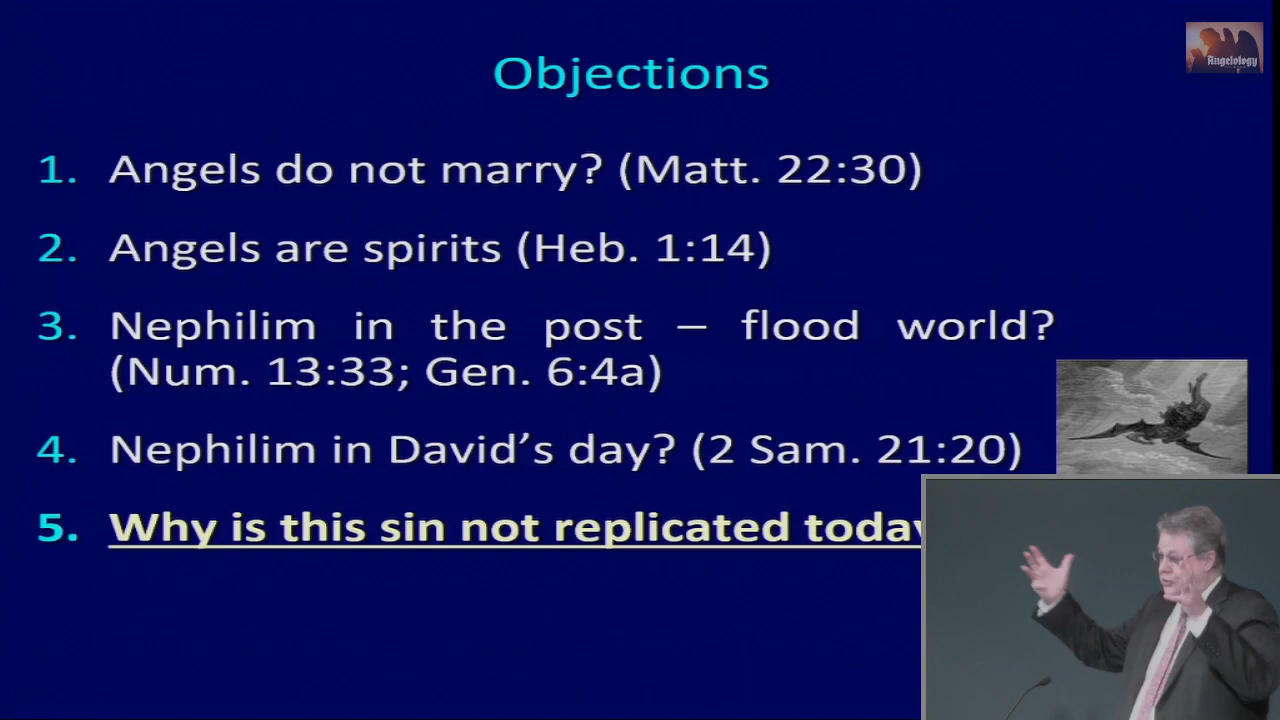 Angelology
Objections
1. Angels do not marry? (Matt. 22:30)
2. Angels are spirits (Heb. 1:14)
3. Nephilim in the post – flood world?
(Num. 13:33; Gen. 6:4a)
4. Nephilim in David’s day? (2 Sam. 21:20)
5. Why is this sin not replicated